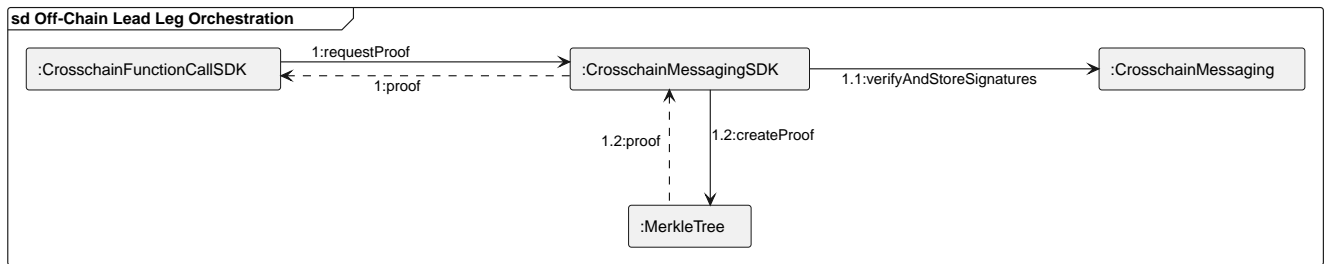 sd Off-Chain Lead Leg Orchestration
:CrosschainFunctionCallSDK
1:requestProof
1:proof
:CrosschainMessagingSDK
1.1:verifyAndStoreSignatures
:CrosschainMessaging
1.2:proof
1.2:createProof
:MerkleTree